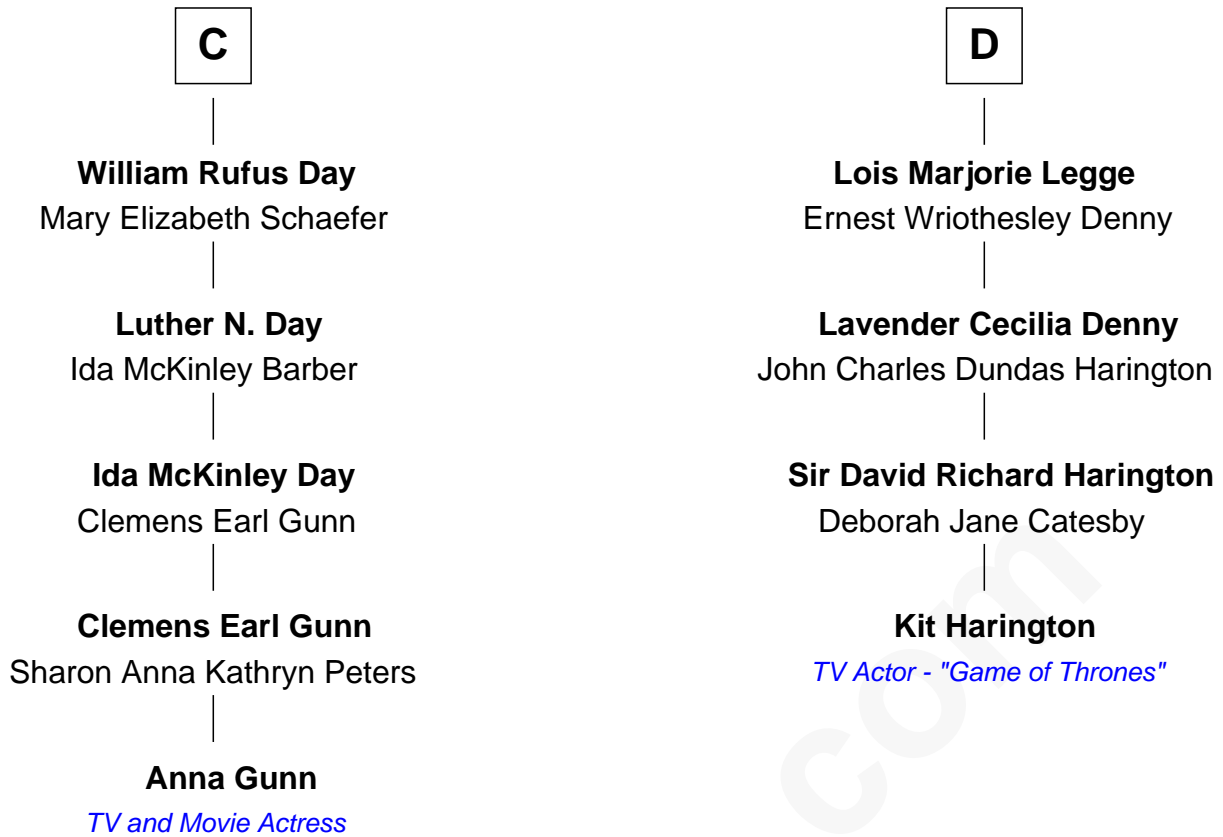 C
William Rufus Day
Mary Elizabeth Schaefer
Luther N. Day
Ida McKinley Barber
Ida McKinley Day
Clemens Earl Gunn
Clemens Earl Gunn
Sharon Anna Kathryn Peters
Anna Gunn
TV and Movie Actress
D
Lois Marjorie Legge
Ernest Wriothesley Denny
Lavender Cecilia Denny
John Charles Dundas Harington
Sir David Richard Harington
Deborah Jane Catesby
Kit Harington
TV Actor - "Game of Thrones"
com